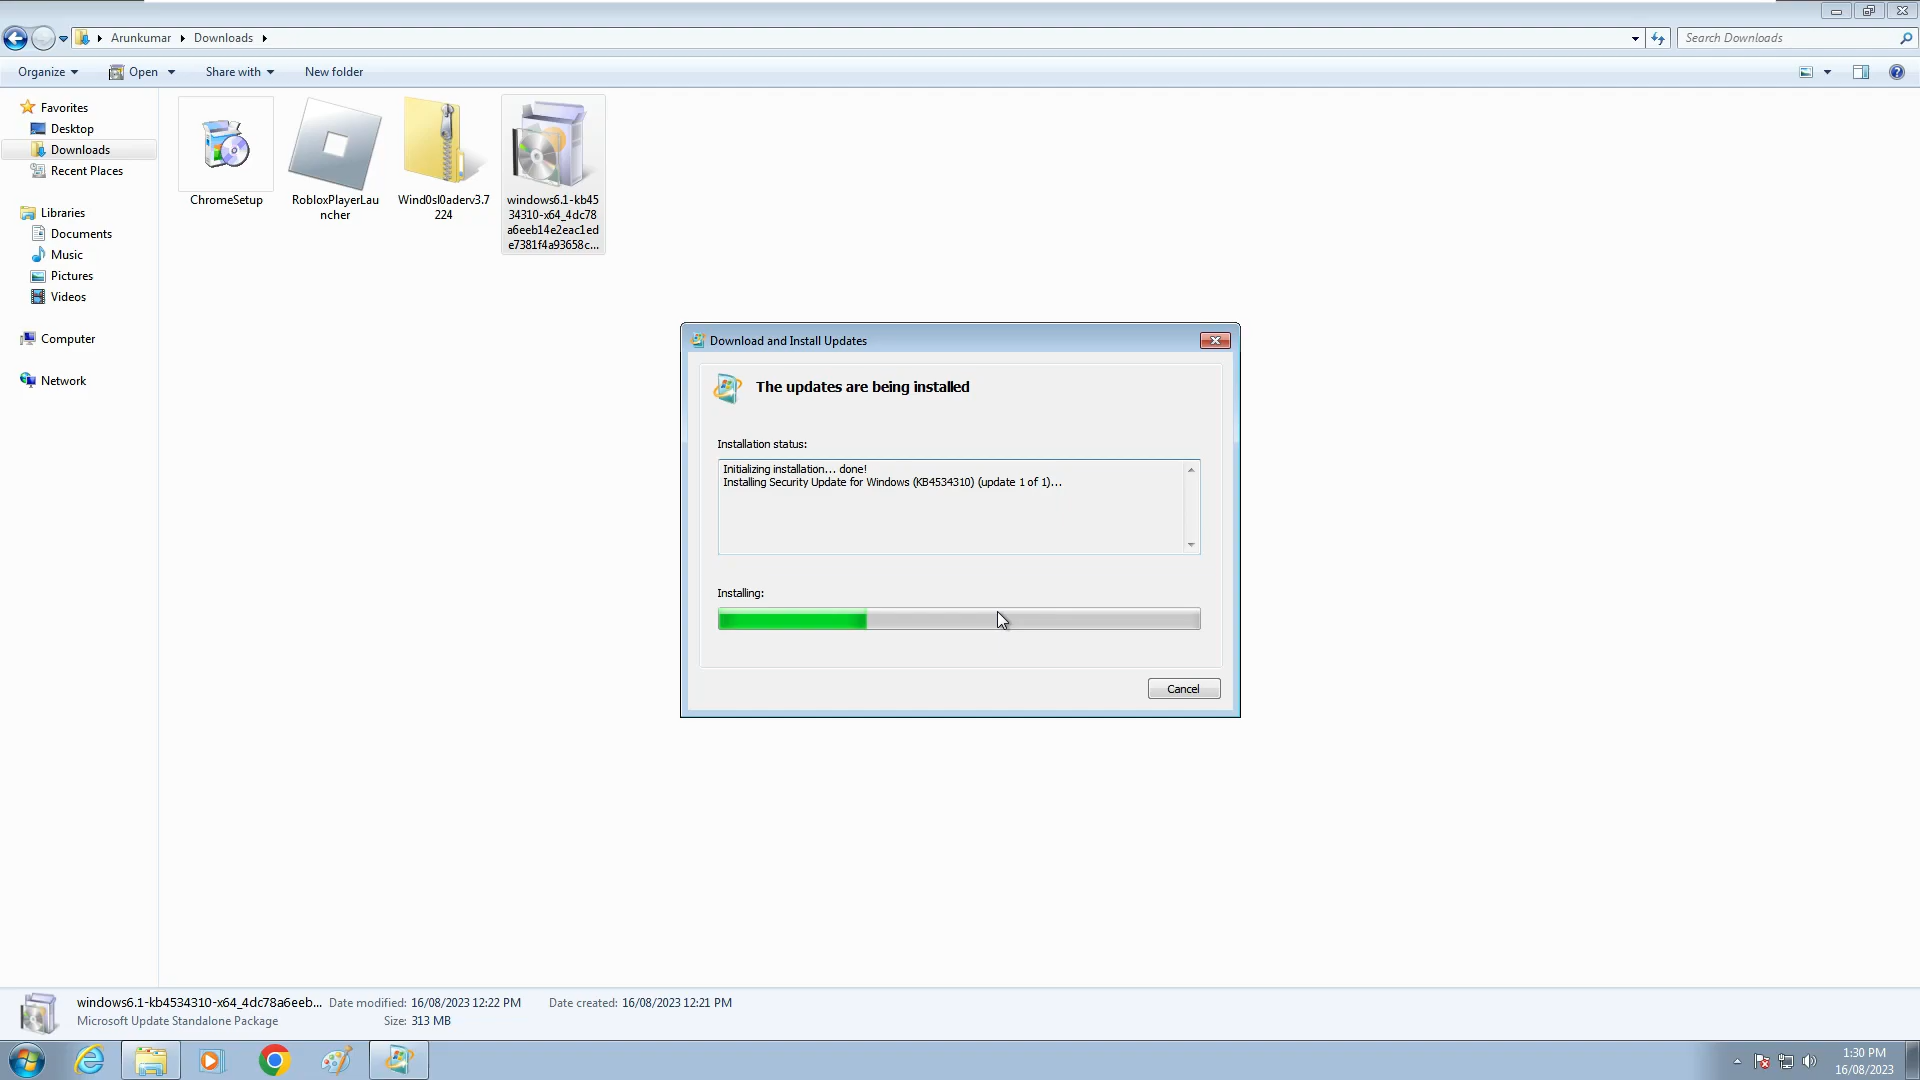 Arunkumar Downloads
Search Downloads
Organize Open Share with New folder
Favorites
Desktop
Downloads
Recent Places
Libraries
Documents
Music
Pictures
Videos
Computer
Network
ChromeSetup
RobloxPlayerLau
ncher
Wind0sl0aderv3.7
224
windows6.1-kb45
34310-x64_4dc78
a6eeb14e2eac1ed
e7381f4a93658c...
Download and Install Updates
The updates are being installed
Installation status:
Initializing installation... done!
Installing Security Update for Windows (KB4534310) (update 1 of 1)...
Installing:
Cancel
windows6.1-kb4534310-x64_4dc78a6eeb... Date modified: 16/08/2023 12:22 PM Date created: 16/08/2023 12:21 PM
Microsoft Update Standalone Package Size: 313 MB
1:30 PM
16/08/2023